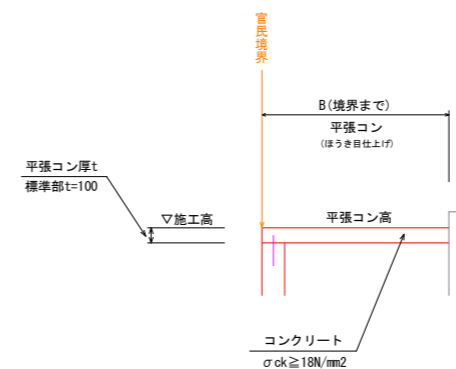 官民境界
B(境界まで)
平張コン
(ほうき目仕上げ)
平張コン厚t
標準部t=100
▽施工高
平張コン高
コンクリート
σck≧18N/mm2